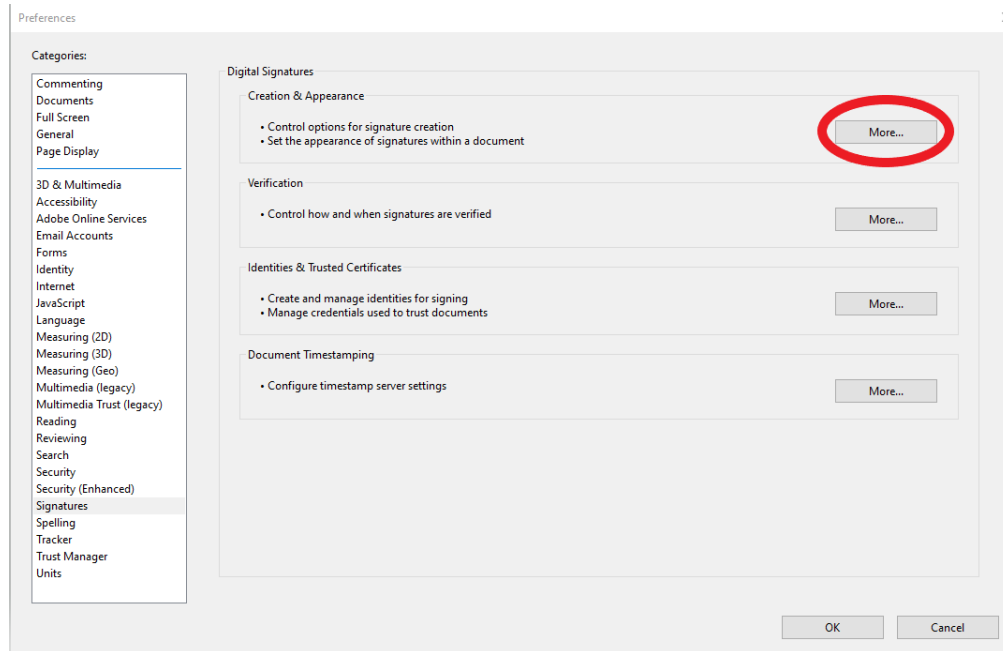 Preferences
Categories:
Commenting
Documents
Full Screen
General
Page Display
3D & Multimedia
Accessibility
Adobe Online Services
Email Accounts
Forms
Identity
Internet
JavaScript
Language
Measuring (2D)
Measuring (3D)
Measuring (Geo)
Multimedia (legacy)
Multimedia Trust (legacy)
Reading
Reviewing
Search
Security
Security (Enhanced)
Signatures
Spelling
Tracker
Trust Manager
Units
Digital Signatures
Creation & Appearance
• Control options for signature creation
• Set the appearance of signatures within a document
More...
Verification
• Control how and when signatures are verified
More...
Identities & Trusted Certificates
• Create and manage identities for signing
• Manage credentials used to trust documents
More...
Document Timestamping
• Configure timestamp server settings
More...
OK
Cancel